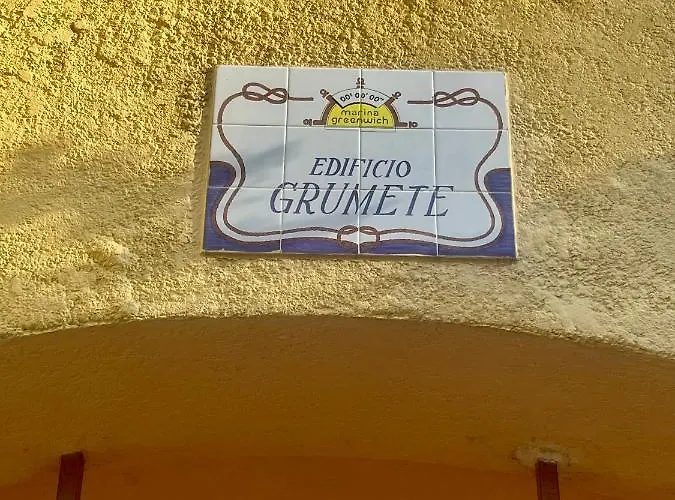 00° 00' 00"
marina
greenwich
EDIFICIO
GRUMETE